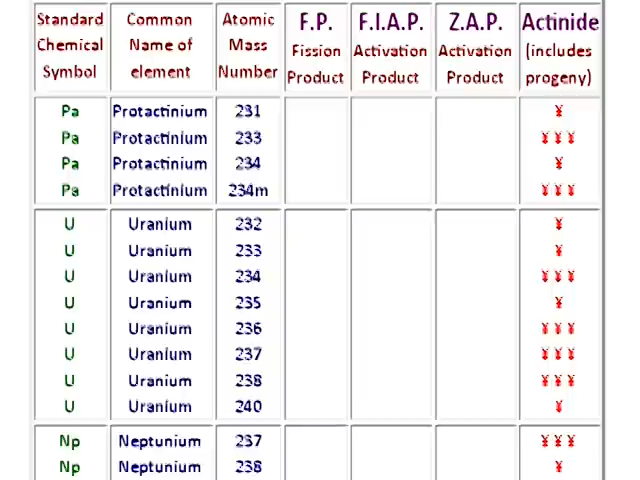 Standard Common Atomic F.P. F.I.A.P. Z.A.P. Actinide
Chemical Name of Mass Fission Activation Activation (includes
Symbol element Number Product Product Product progeny)
Pa Protactinium 231 ¥
Pa Protactinium 233 ¥ ¥ ¥
Pa Protactinium 234 ¥
Pa Protactinium 234m ¥ ¥ ¥
U Uranium 232 ¥
U Uranium 233 ¥
U Uranium 234 ¥ ¥ ¥
U Uranium 235 ¥
U Uranium 236 ¥ ¥ ¥
U Uranium 237 ¥ ¥ ¥
U Uranium 238 ¥ ¥ ¥
U Uranium 240 ¥
Np Neptunium 237 ¥ ¥ ¥
Np Neptunium 238 ¥